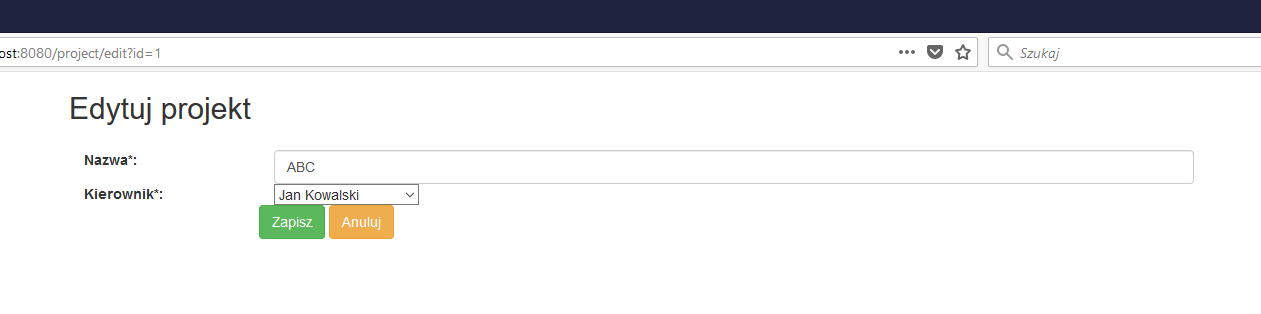 ost:8080/project/edit?id=1
Szukaj
Edytuj projekt
Nazwa*:
ABC
Kierownik*:
Jan Kowalski
Zapisz
Anuluj